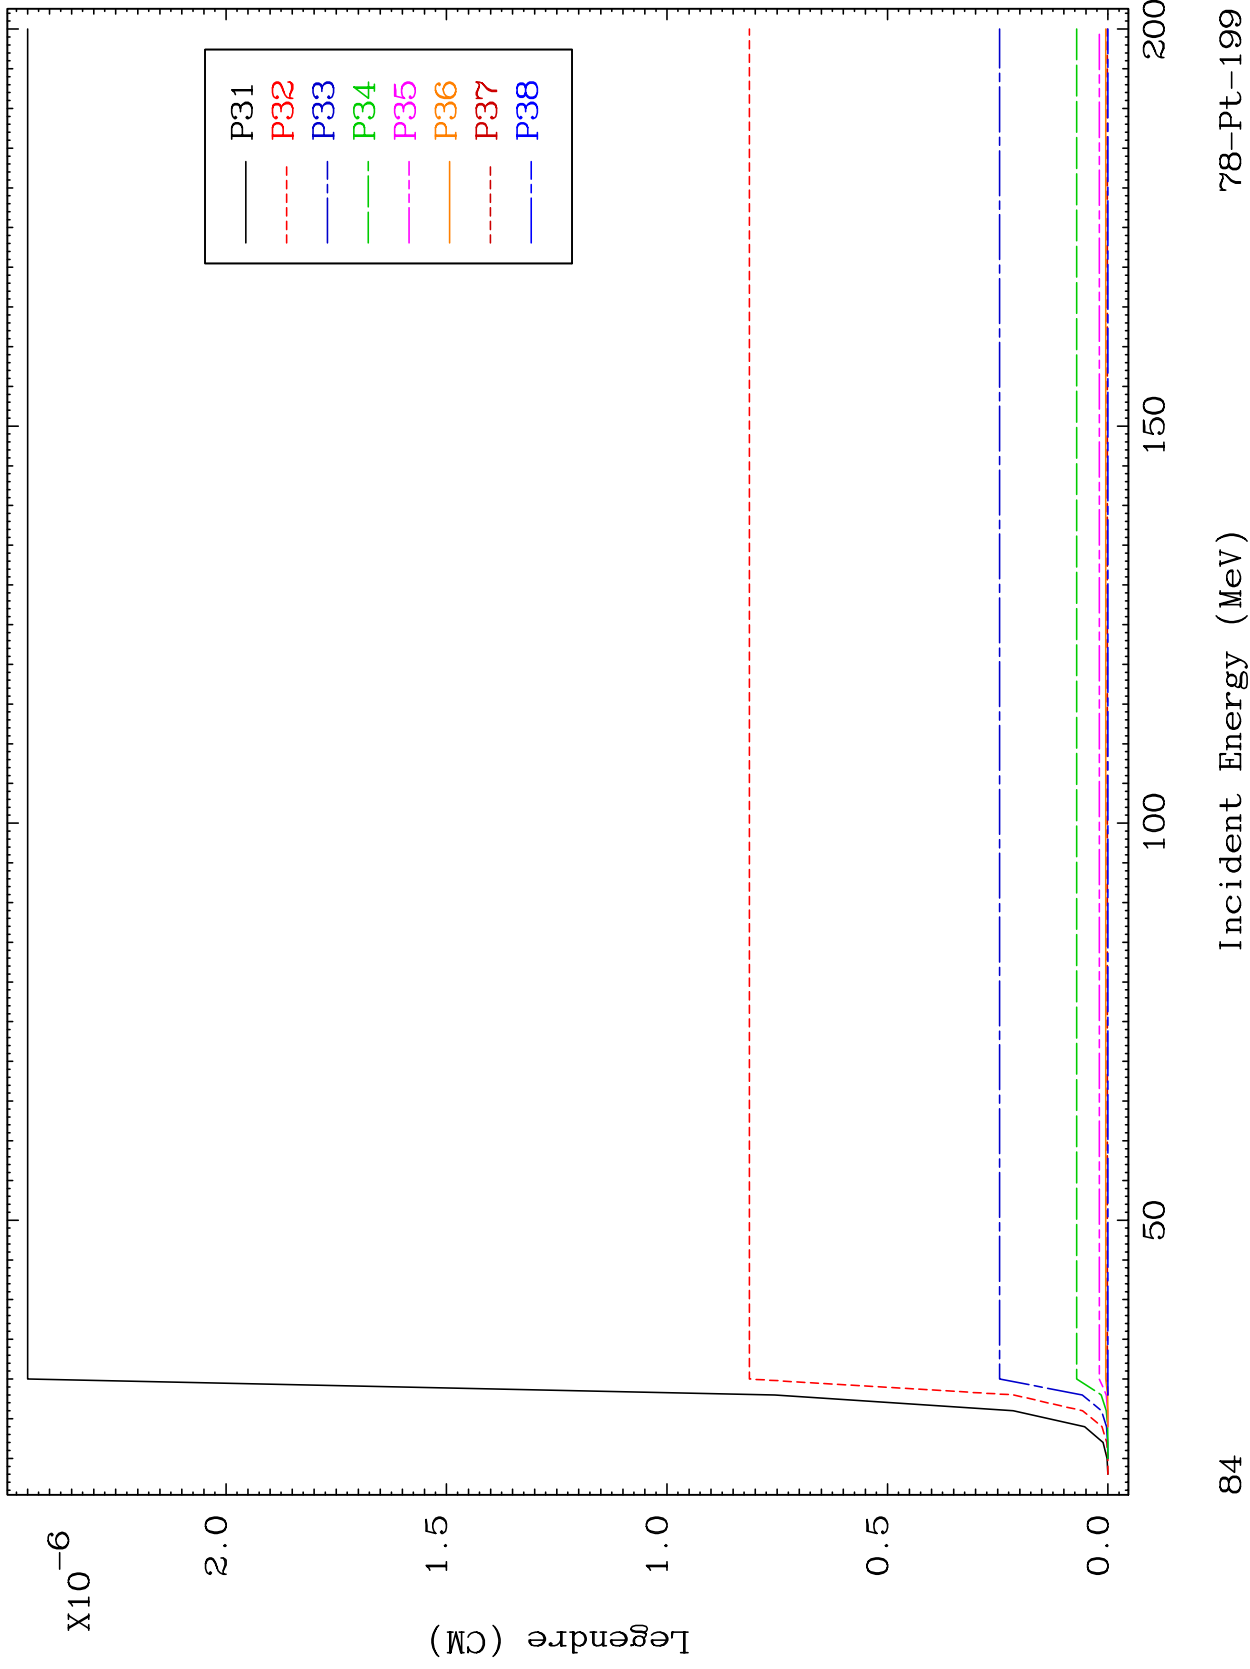 X10-6
2.0
1.5
1.0
0.5
0.0
Legendre (CM)
P31
P32
P33
P34
P35
P36
P37
P38
50
100
150
200
84
Incident Energy (MeV)
78-Pt-199